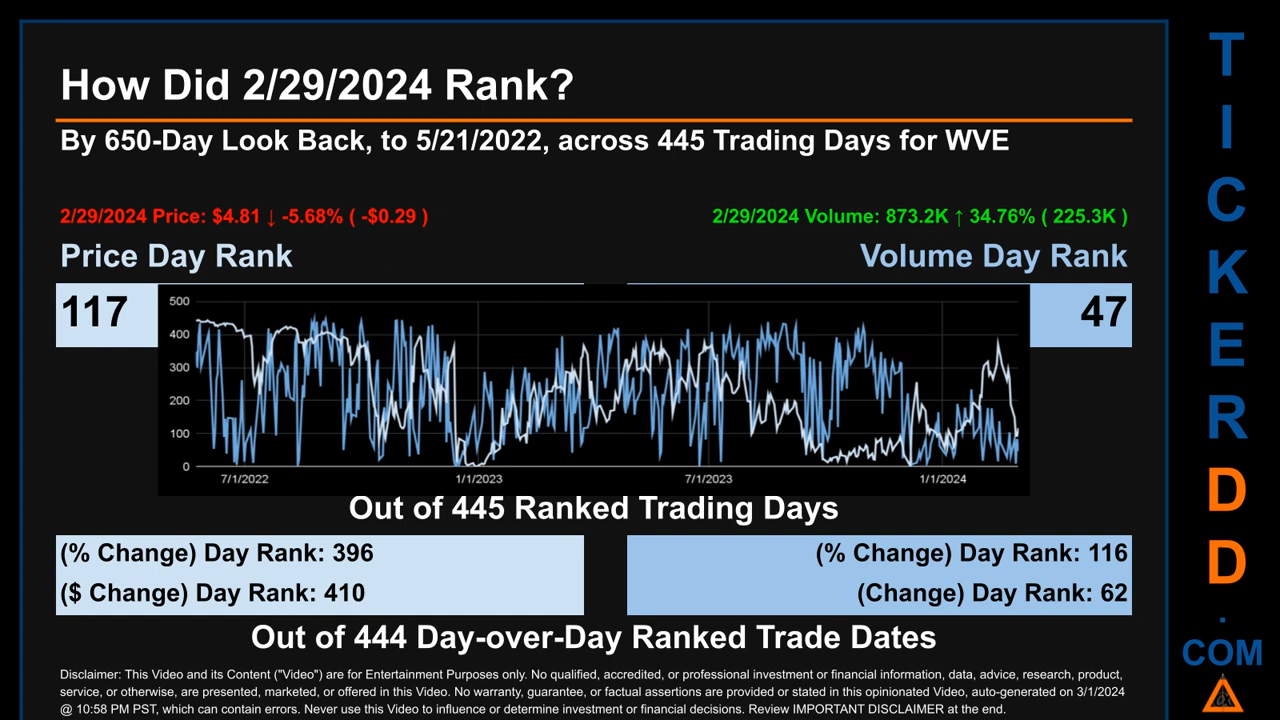 How Did 2/29/2024 Rank?
By 650-Day Look Back, to 5/21/2022, across 445 Trading Days for WVE
2/29/2024 Price: $4.81 ↓ -5.68% ( -$0.29 )
2/29/2024 Volume: 873.2K ↑ 34.76% ( 225.3K )
Price Day Rank
Volume Day Rank
117
47
500
400
300
200
100
0
7/1/2022
1/1/2023
7/1/2023
1/1/2024
Out of 445 Ranked Trading Days
(% Change) Day Rank: 396
($ Change) Day Rank: 410
(% Change) Day Rank: 116
(Change) Day Rank: 62
Out of 444 Day-over-Day Ranked Trade Dates
Disclaimer: This Video and its Content ("Video") are for Entertainment Purposes only. No qualified, accredited, or professional investment or financial information, data, advice, research, product,
service, or otherwise, are presented, marketed, or offered in this Video. No warranty, guarantee, or factual assertions are provided or stated in this opinionated Video, auto-generated on 3/1/2024
@ 10:58 PM PST, which can contain errors. Never use this Video to influence or determine investment or financial decisions. Review IMPORTANT DISCLAIMER at the end.
T
I
C
K
E
R
D
D
.
COM